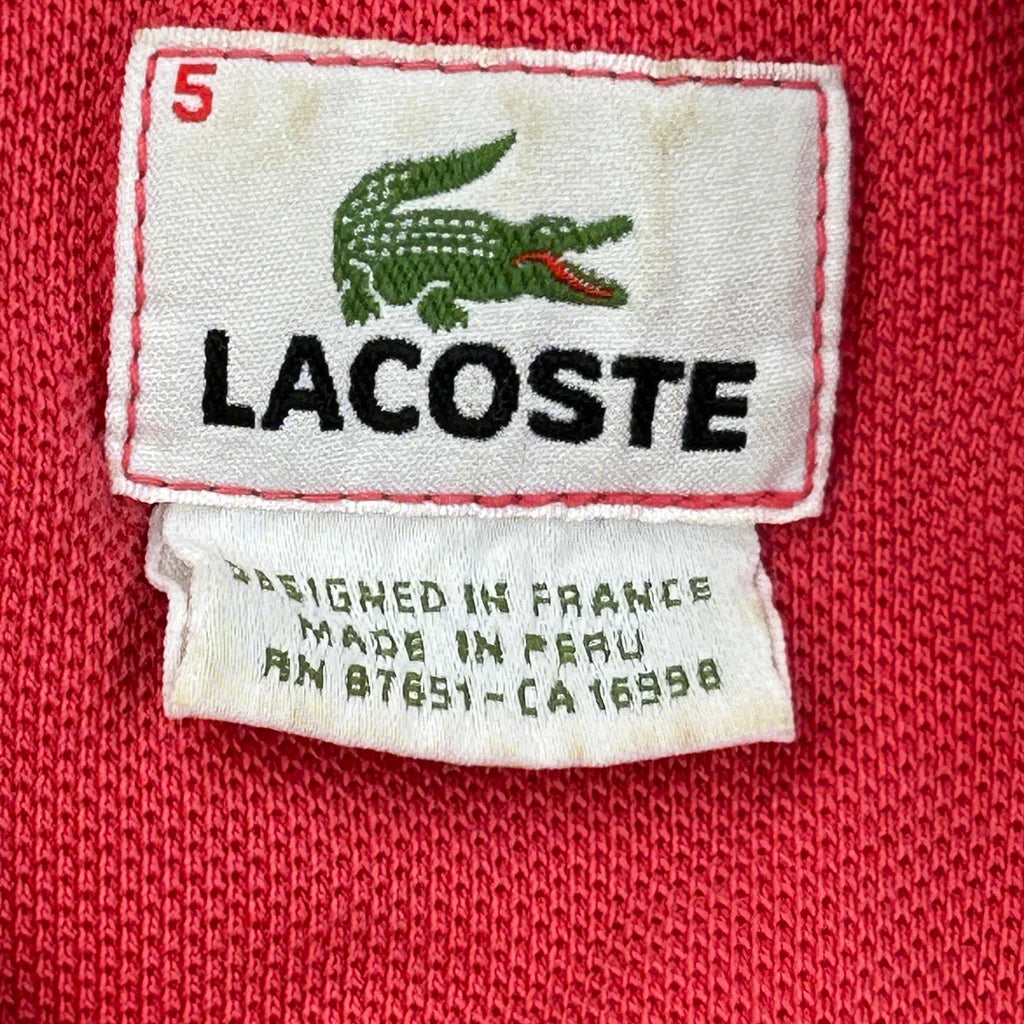 5
LACOSTE
DESIGNED IN FRANCE
MADE IN PERU
RN 87651-CA 16998